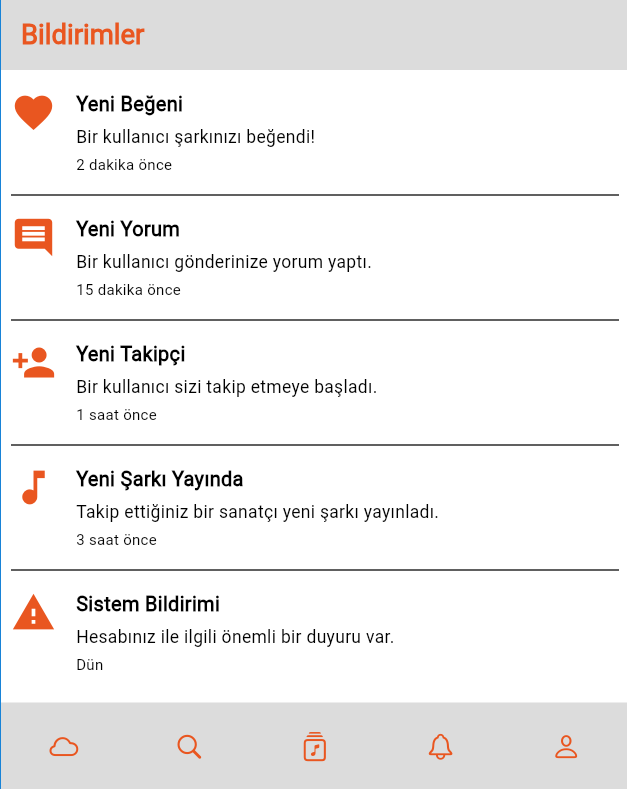 Bildirimler
Yeni Beğeni
Bir kullanıcı şarkınızı beğendi!
2 dakika önce
Yeni Yorum
Bir kullanıcı gönderinize yorum yaptı.
15 dakika önce
Yeni Takipçi
Bir kullanıcı sizi takip etmeye başladı.
1 saat önce
Yeni Şarkı Yayında
Takip ettiğiniz bir sanatçı yeni şarkı yayınladı.
3 saat önce
Sistem Bildirimi
Hesabınız ile ilgili önemli bir duyuru var.
Dün